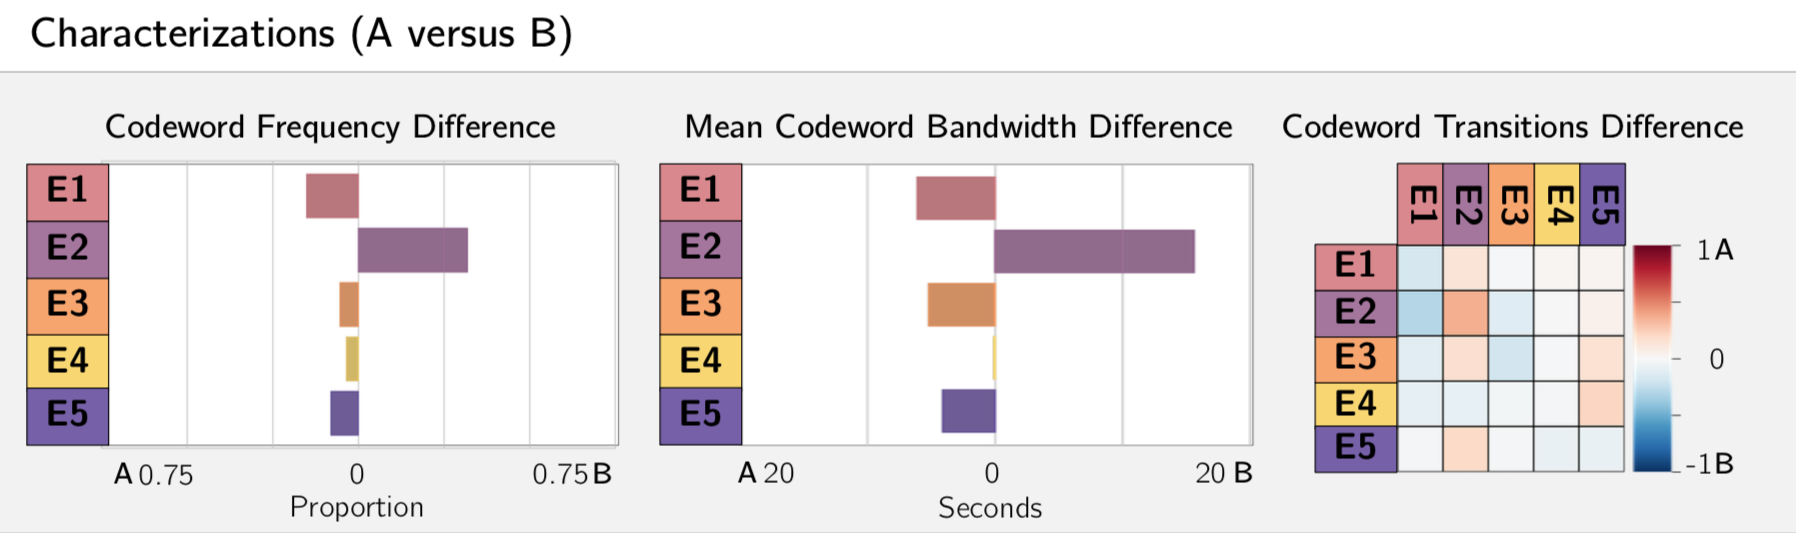 Characterizations (A versus B)
Codeword Frequency Difference
E1
E2
E3
E4
E5
A 0.75
0
0.75 B
Proportion
Mean Codeword Bandwidth Difference
E1
E2
E3
E4
E5
A 20
0
20 B
Seconds
Codeword Transitions Difference
E1 E2 E3 E4 E5
E1
E2
E3
E4
E5
1 A
0
-1 B